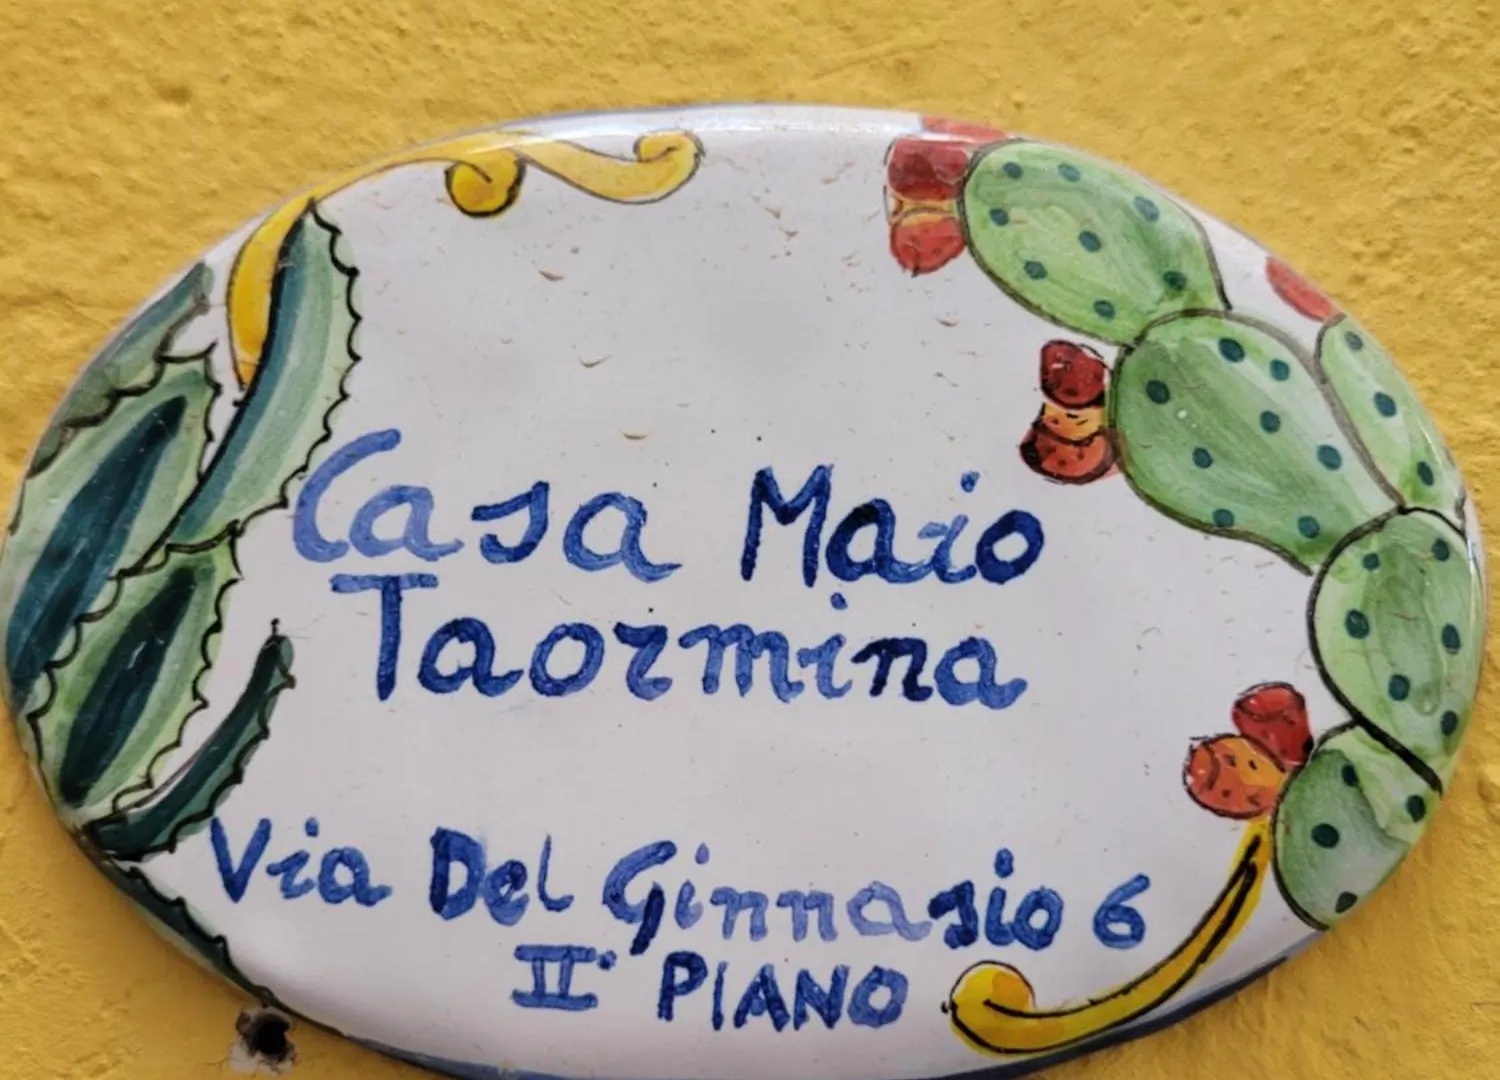 Casa Maio
Taormina
Via Del Ginnasio 6
II° PIANO